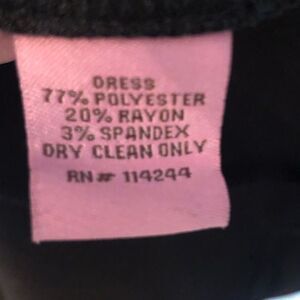 DRESS
77% POLYESTER
20% RAYON
3% SPANDEX
DRY CLEAN ONLY
RN# 114244